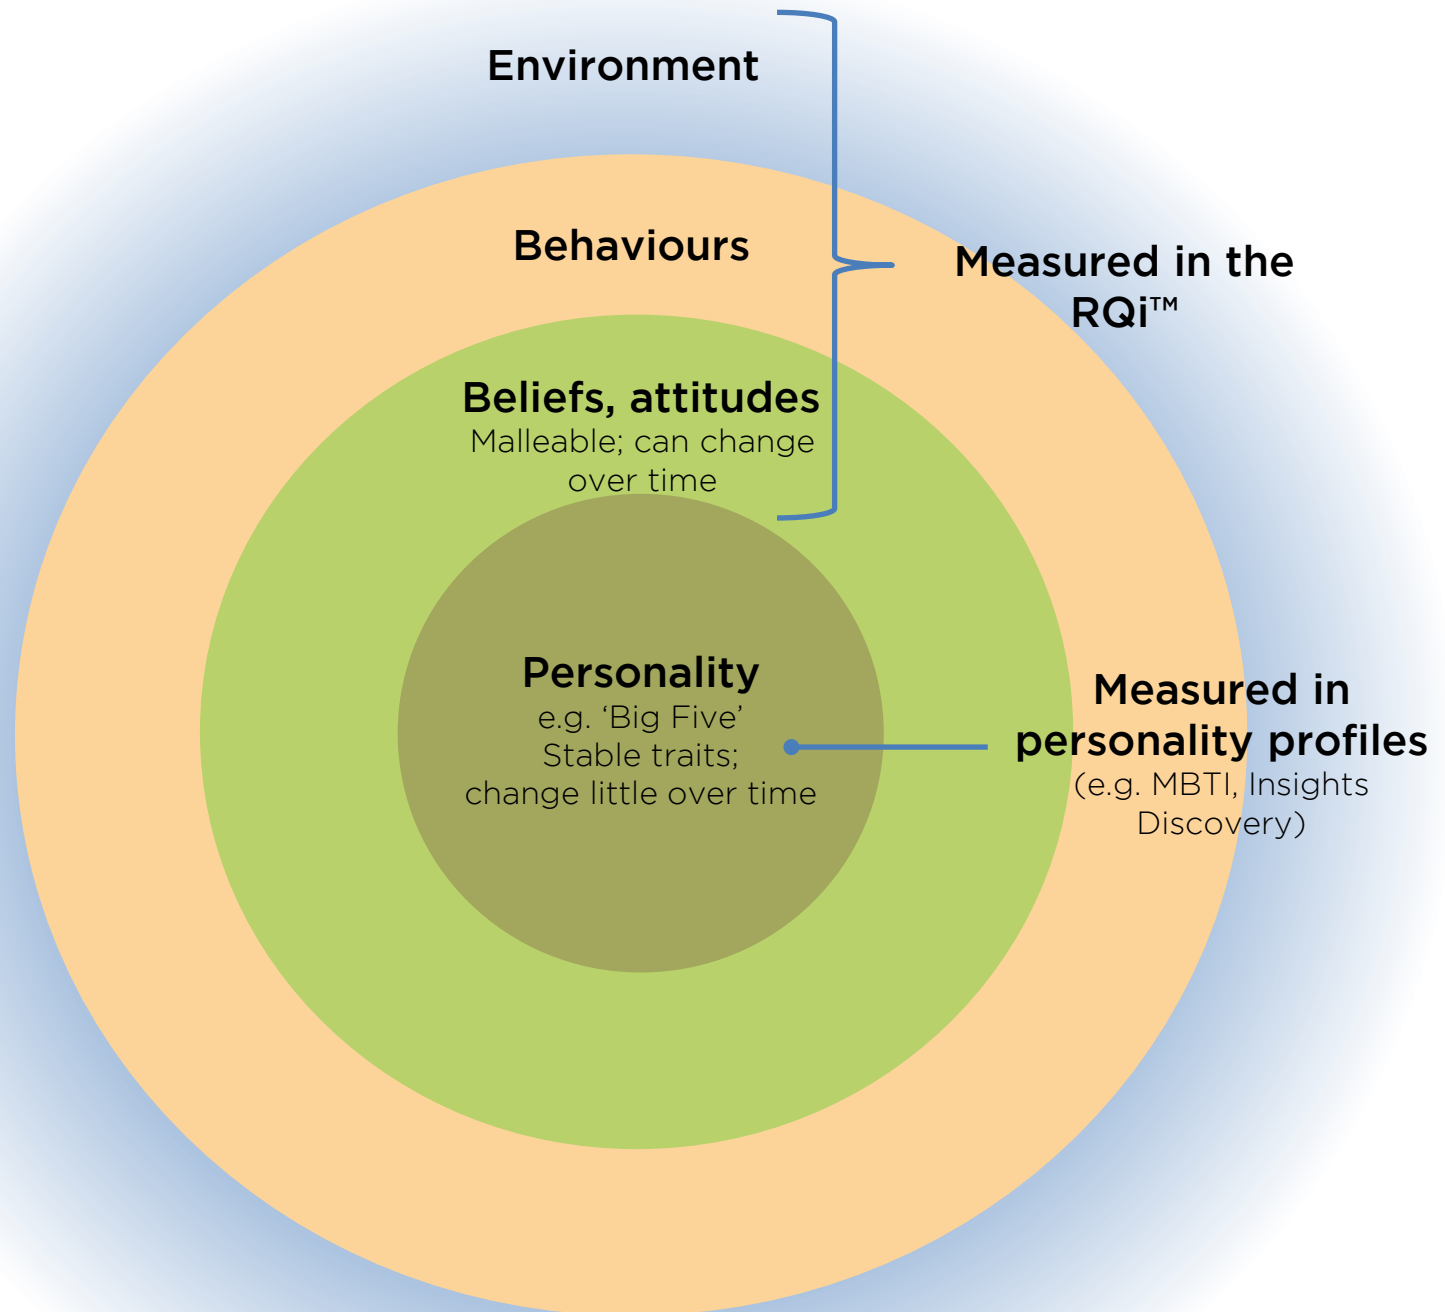 Environment
Behaviours
Measured in the
RQi™
Beliefs, attitudes
Malleable; can change
over time
Personality
e.g. ‘Big Five’
Stable traits;
change little over time
Measured in
personality profiles
(e.g. MBTI, Insights
Discovery)